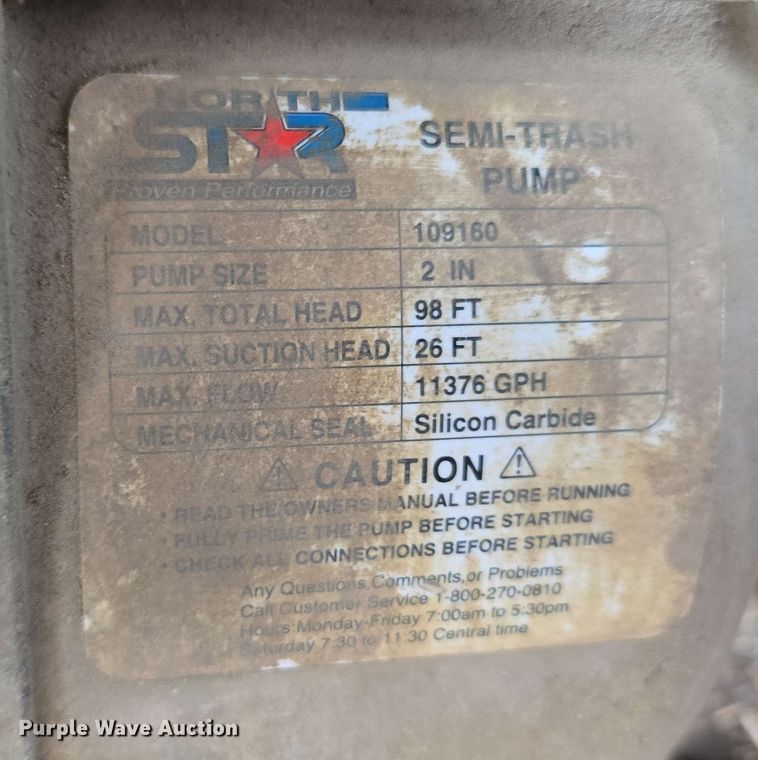 NORTH
STAR
Proven Performance
SEMI-TRASH
PUMP
MODEL 109160
PUMP SIZE 2 IN
MAX. TOTAL HEAD 98 FT
MAX. SUCTION HEAD 26 FT
MAX. FLOW 11376 GPH
MECHANICAL SEAL Silicon Carbide
⚠ CAUTION ⚠
• READ THE OWNERS MANUAL BEFORE RUNNING
• FULLY PRIME THE PUMP BEFORE STARTING
• CHECK ALL CONNECTIONS BEFORE STARTING
Any Questions,Comments,or Problems
Call Customer Service 1-800-270-0810
Hours:Monday-Friday 7:00am to 5:30pm
Saturday 7:30 to 11:30 Central time
Purple Wave Auction